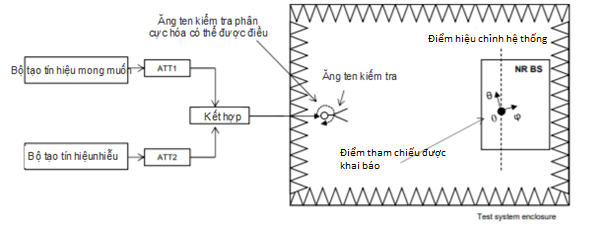 Ăng ten kiểm tra phân
cực hóa có thể được điều
Bộ tạo tín hiệu mong muốn
ATT1
Ăng ten kiểm tra
Điểm hiệu chỉnh hệ thống
NR BS
Kết hợp
θ
0
φ
Bộ tạo tín hiệunhiễu
ATT2
Điểm tham chiếu được
khai báo
Test system enclosure